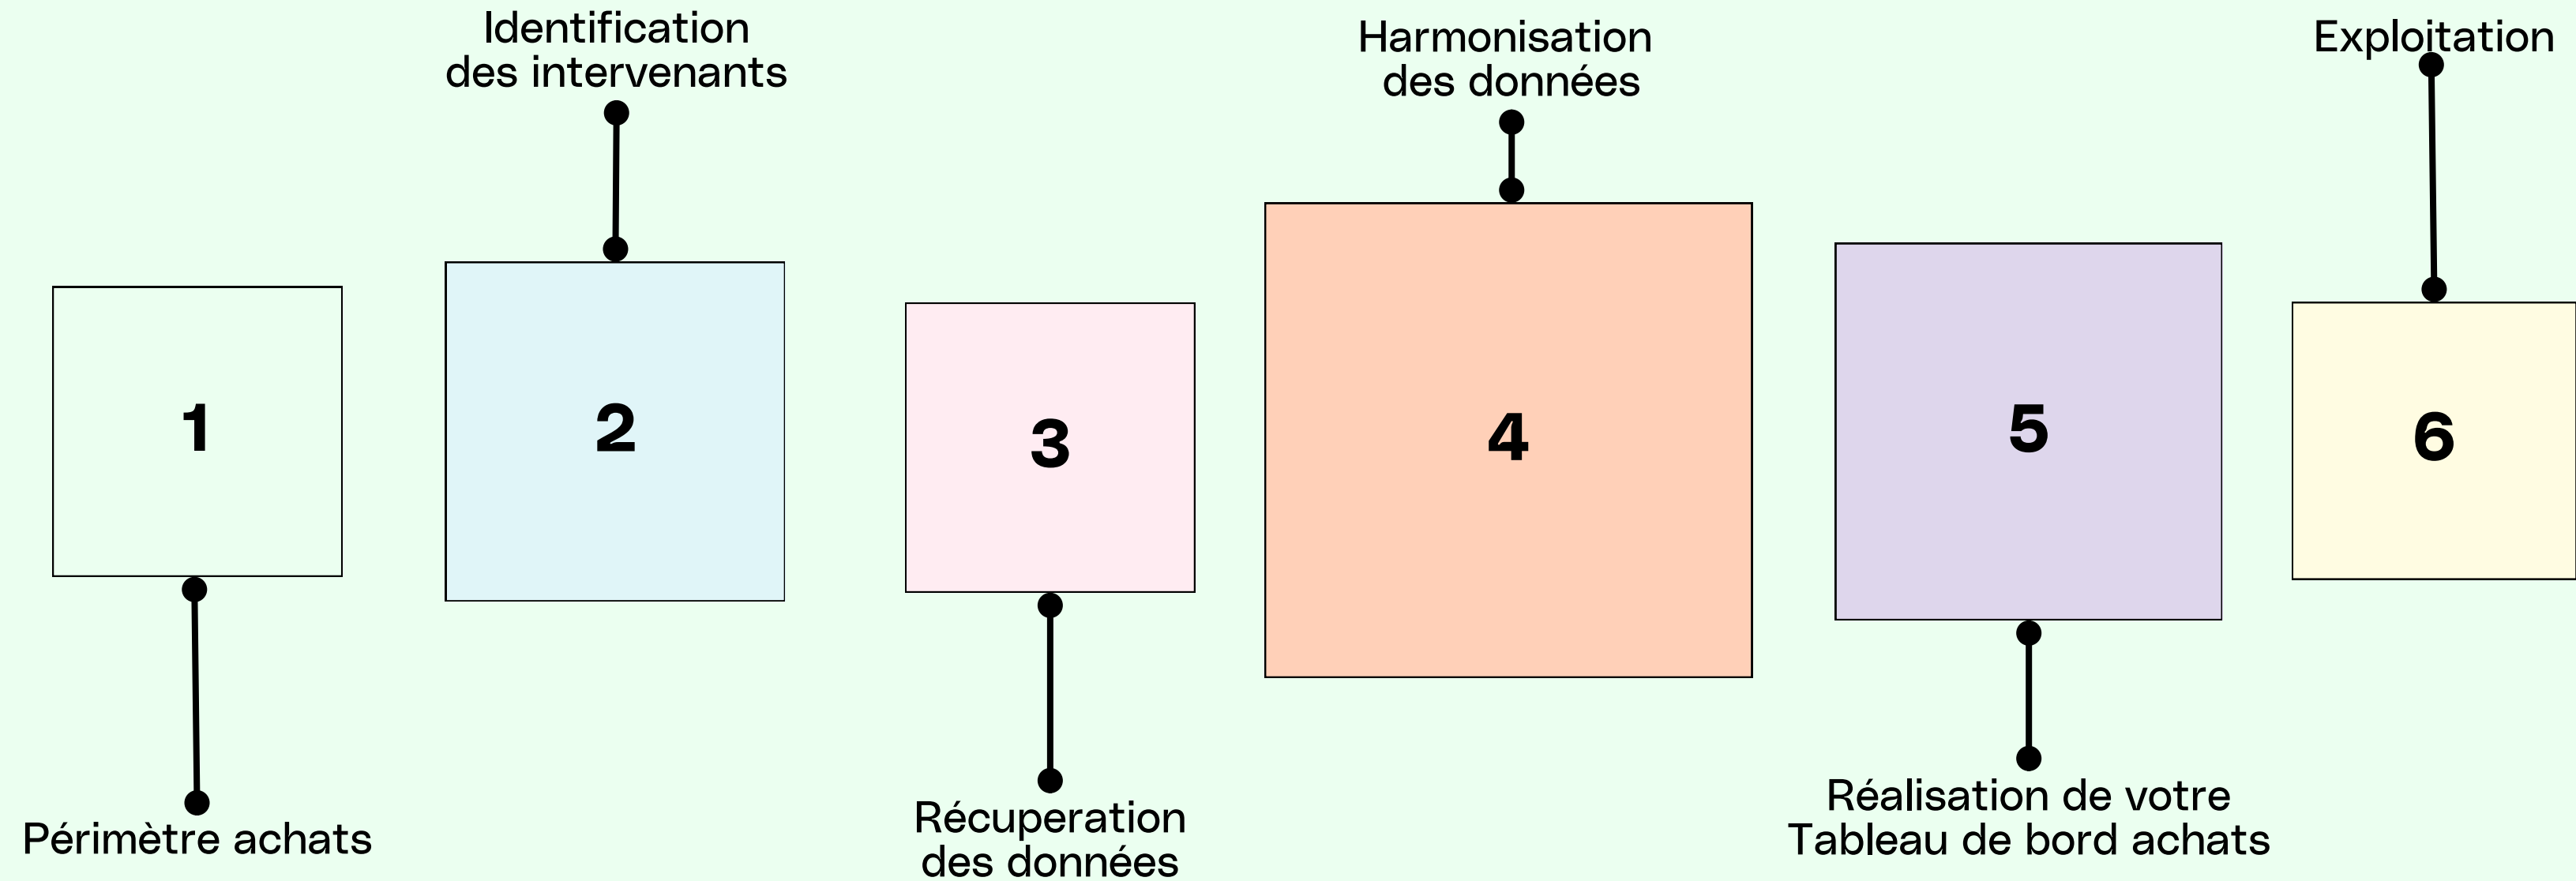 Identification
des intervenants
Harmonisation
des données
Exploitation
1
2
3
4
5
6
Périmètre achats
Récuperation
des données
Réalisation de votre
Tableau de bord achats